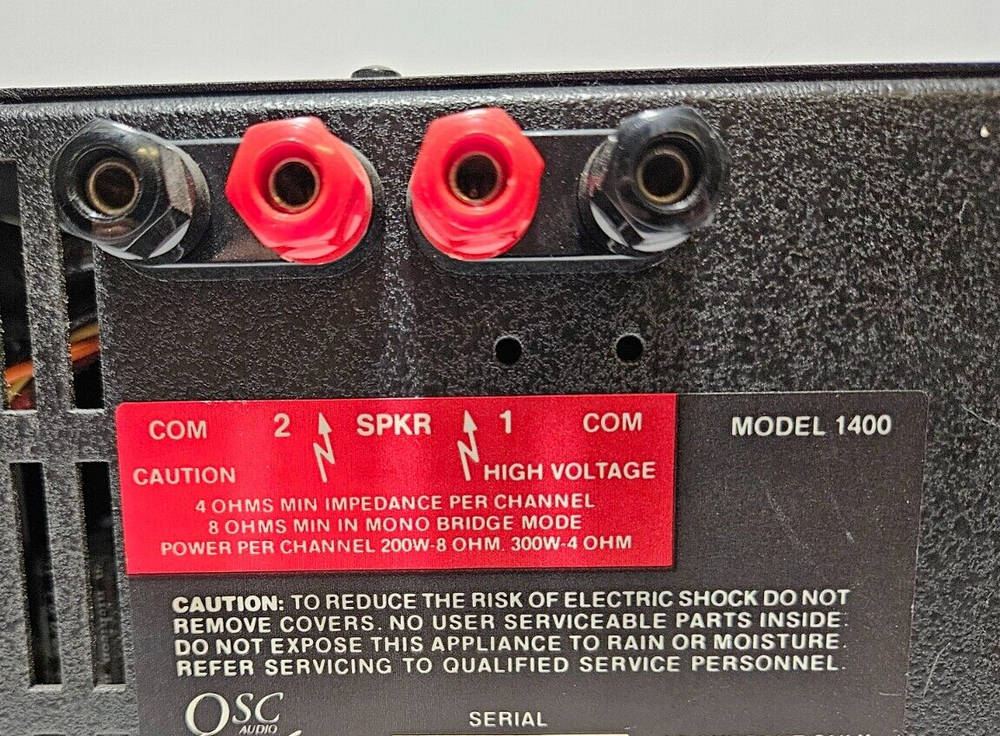 COM 2 SPKR 1 COM
CAUTION HIGH VOLTAGE
4 OHMS MIN IMPEDANCE PER CHANNEL
8 OHMS MIN IN MONO BRIDGE MODE
POWER PER CHANNEL 200W-8 OHM. 300W-4 OHM
MODEL 1400
CAUTION: TO REDUCE THE RISK OF ELECTRIC SHOCK DO NOT
REMOVE COVERS. NO USER SERVICEABLE PARTS INSIDE.
DO NOT EXPOSE THIS APPLIANCE TO RAIN OR MOISTURE.
REFER SERVICING TO QUALIFIED SERVICE PERSONNEL.
QSC
AUDIO
SERIAL